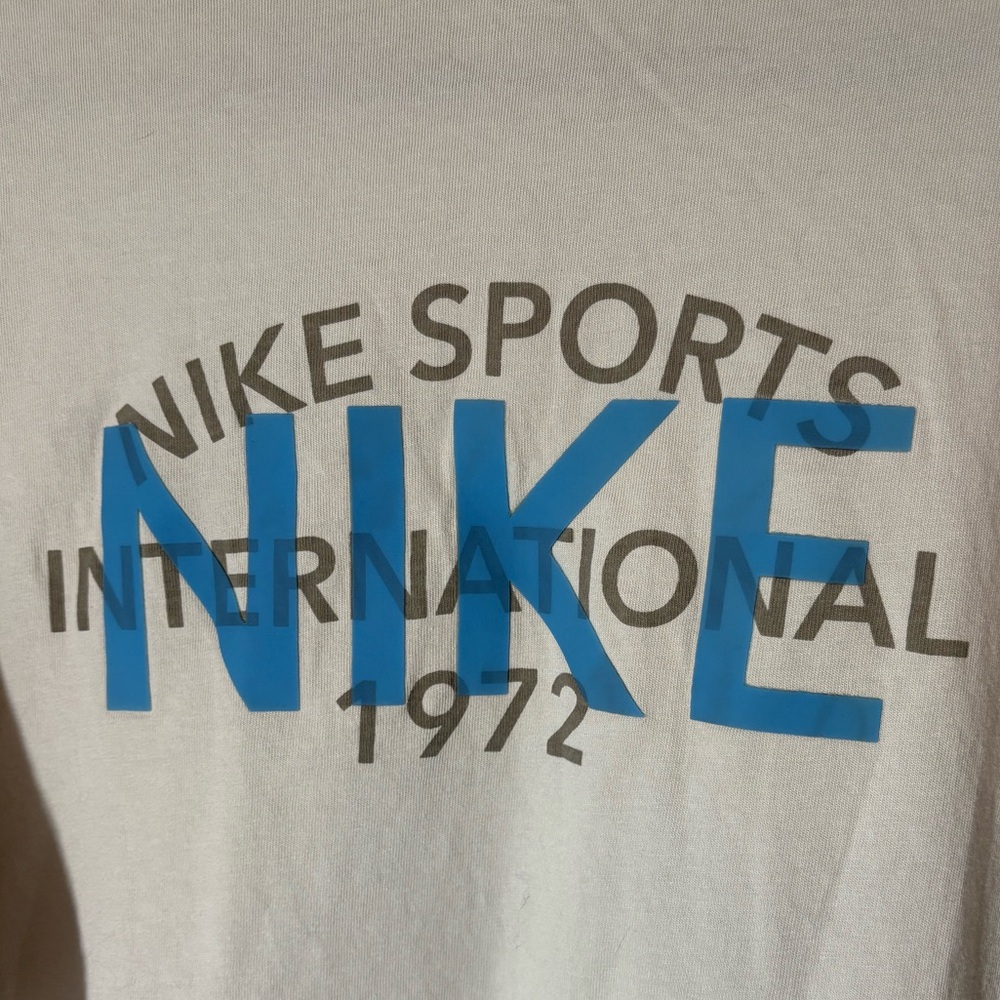 NIKE SPORTS
NIKE
INTERNATIONAL
1972